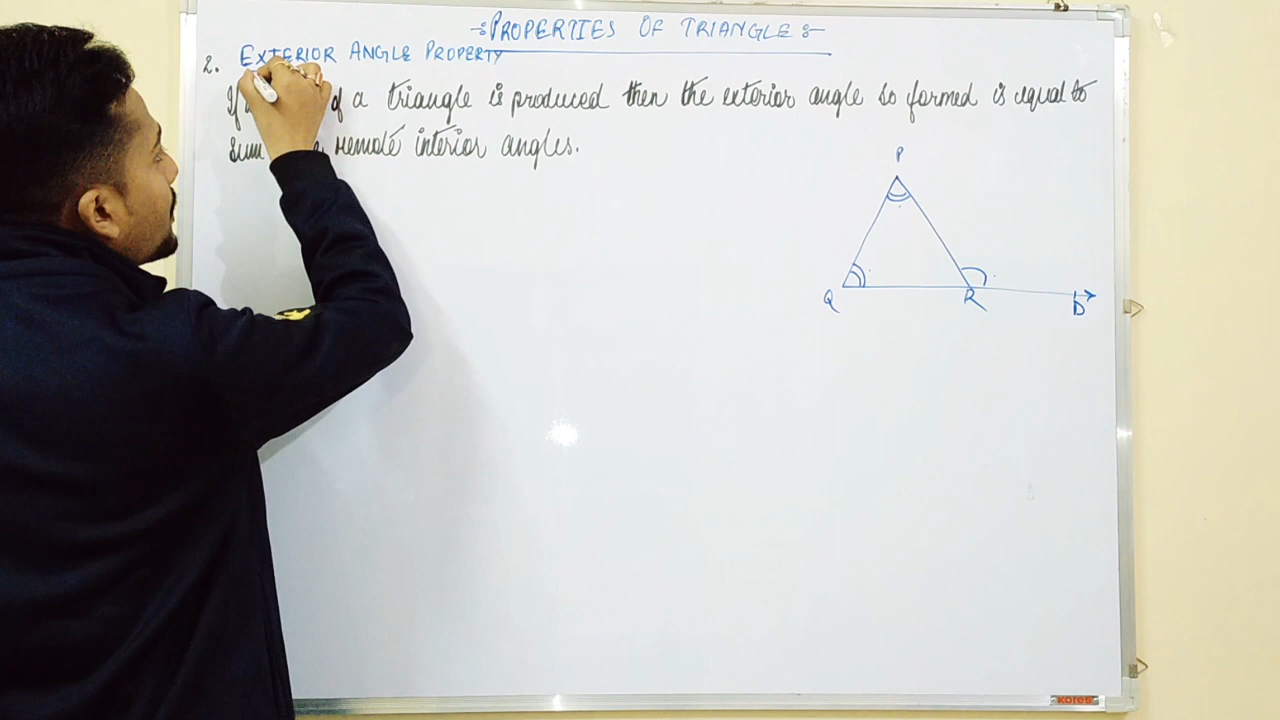 -:PROPERTIES OF TRIANGLE:-
2. EXTERIOR ANGLE PROPERTY
If of a triangle is produced then the exterior angle so formed is equal to
sum remote interior angles.
P
Q R D
kores